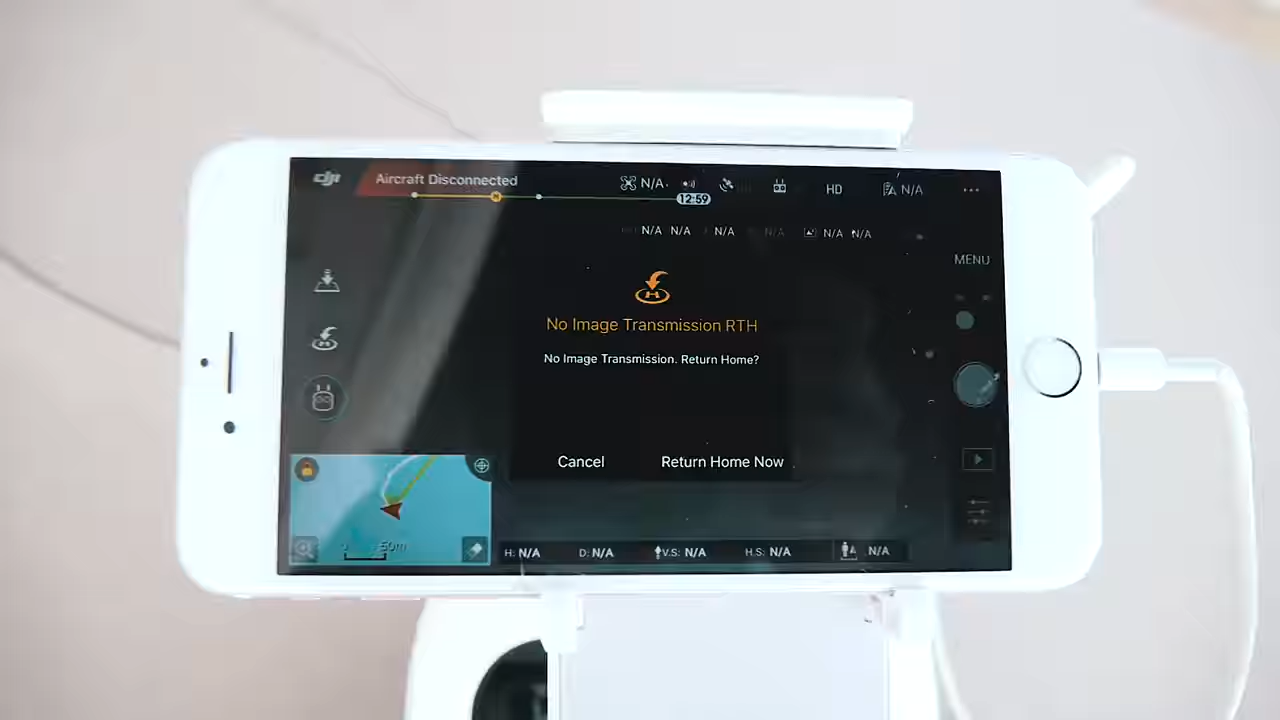 dji
Aircraft Disconnected
N/A
HD
N/A
H
12:59
N/A N/A N/A N/A N/A N/A
MENU
H
No Image Transmission RTH
No Image Transmission. Return Home?
Cancel
Return Home Now
50m
H: N/A
D: N/A
V.S: N/A
H.S: N/A
N/A